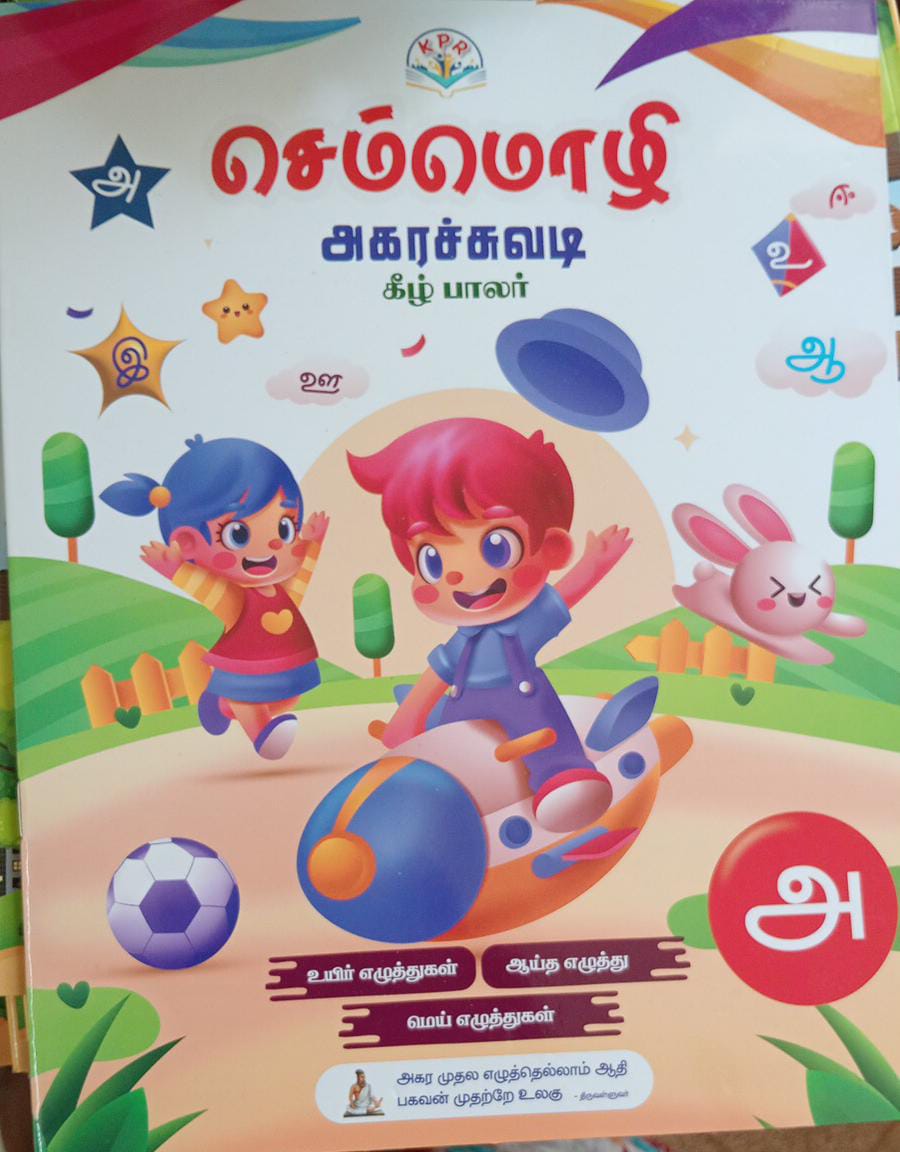 KPR
செம்மொழி
அ
ஈ
அகரச்சுவடி
உ
கீழ் பாலர்
இ
ஊ
ஆ
அ
உயிர் எழுத்துகள்
ஆய்த எழுத்து
மெய் எழுத்துகள்
அகர முதல எழுத்தெல்லாம் ஆதி
பகவன் முதற்றே உலகு - திருவள்ளுவர்